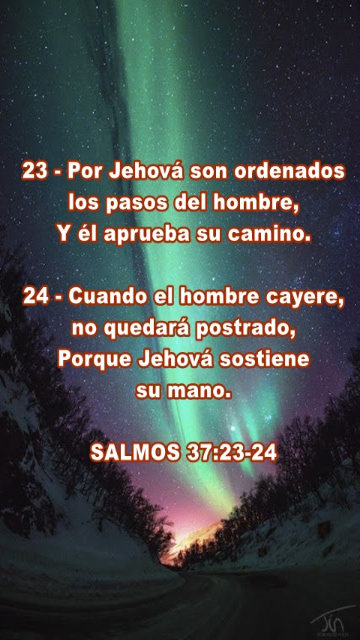 23 - Por Jehová son ordenados
los pasos del hombre,
Y él aprueba su camino.
24 - Cuando el hombre cayere,
no quedará postrado,
Porque Jehová sostiene
su mano.
SALMOS 37:23-24